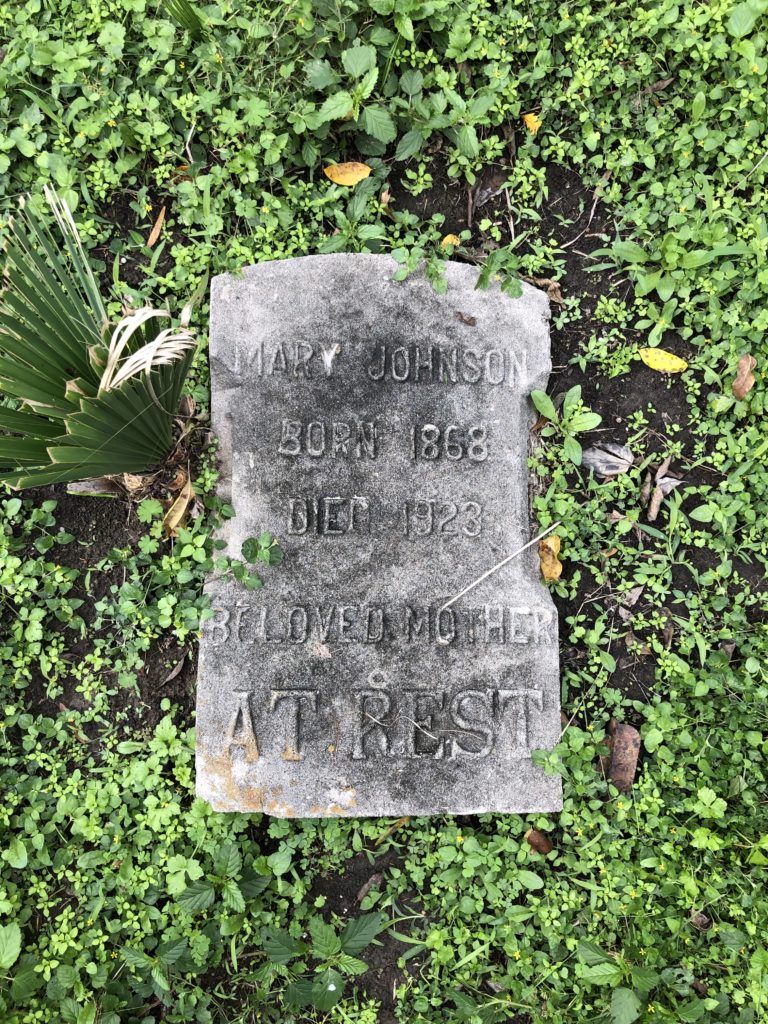 MARY JOHNSON
BORN 1868
DIED 1923
BELOVED MOTHER
AT REST